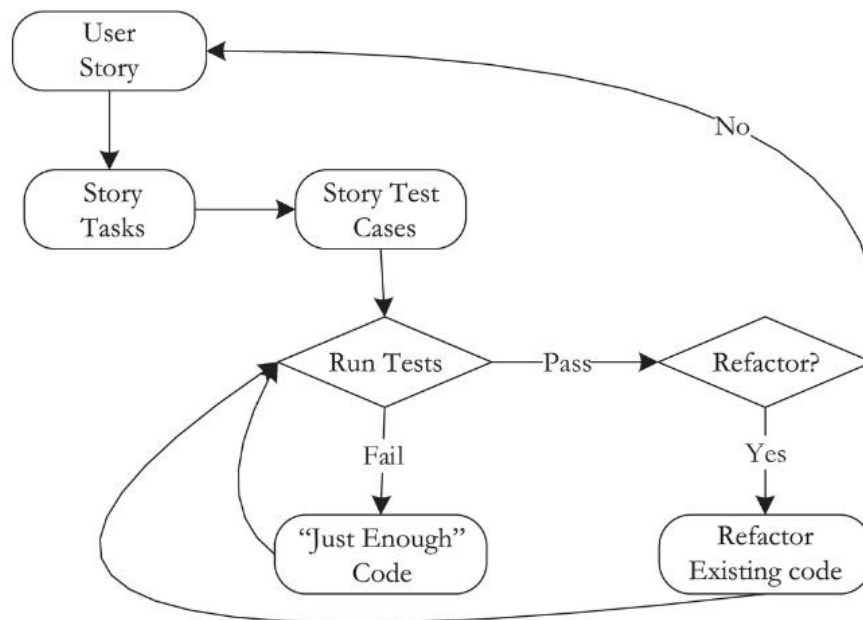 User
Story
No
Story
Tasks
Story Test
Cases
Run Tests
Pass
Refactor?
Fail
Yes
“Just Enough”
Code
Refactor
Existing code